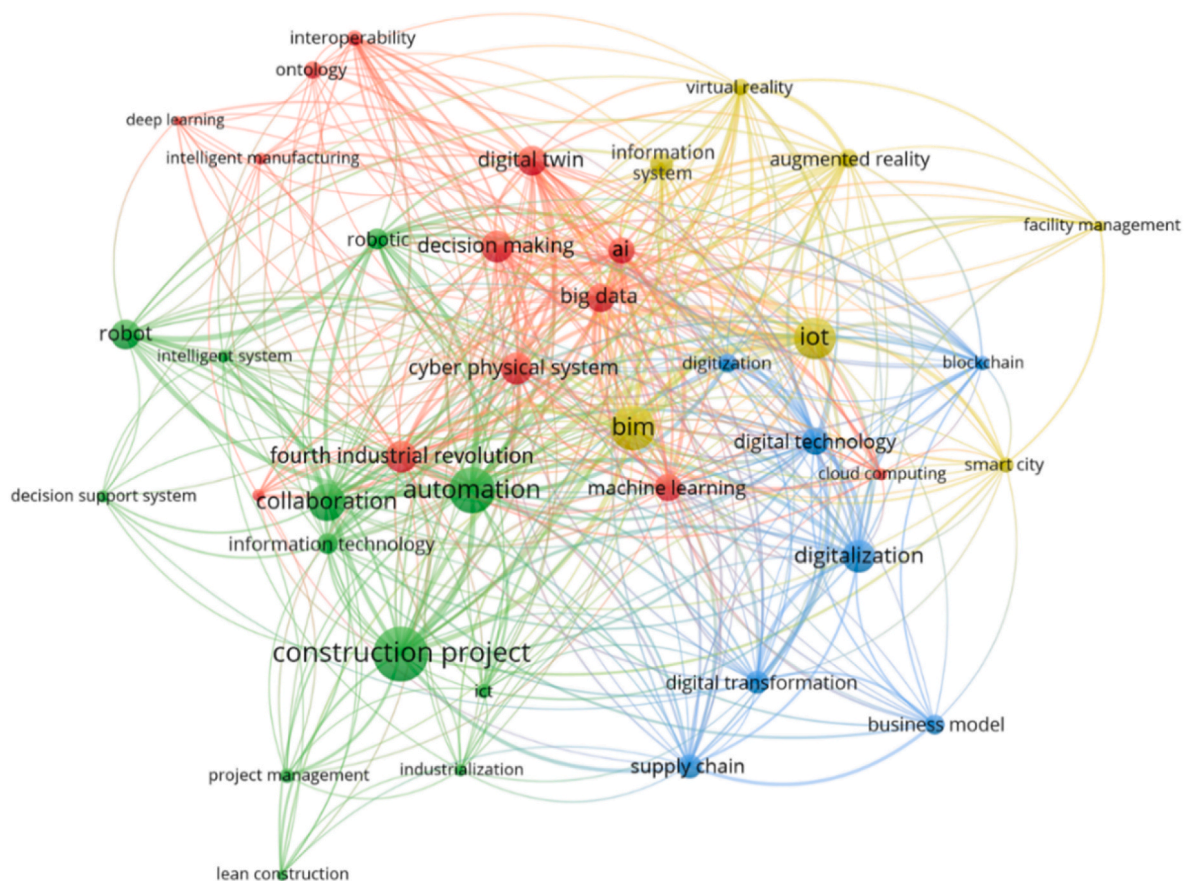 interoperability
ontology
virtual reality
deep learning
intelligent manufacturing
digital twin
information
system
augmented reality
facility management
robotic
decision making
ai
big data
robot
iot
intelligent system
cyber physical system
digitization
blockchain
bim
digital technology
fourth industrial revolution
smart city
cloud computing
decision support system
collaboration
automation
machine learning
information technology
digitalization
construction project
ict
digital transformation
business model
project management
industrialization
supply chain
lean construction